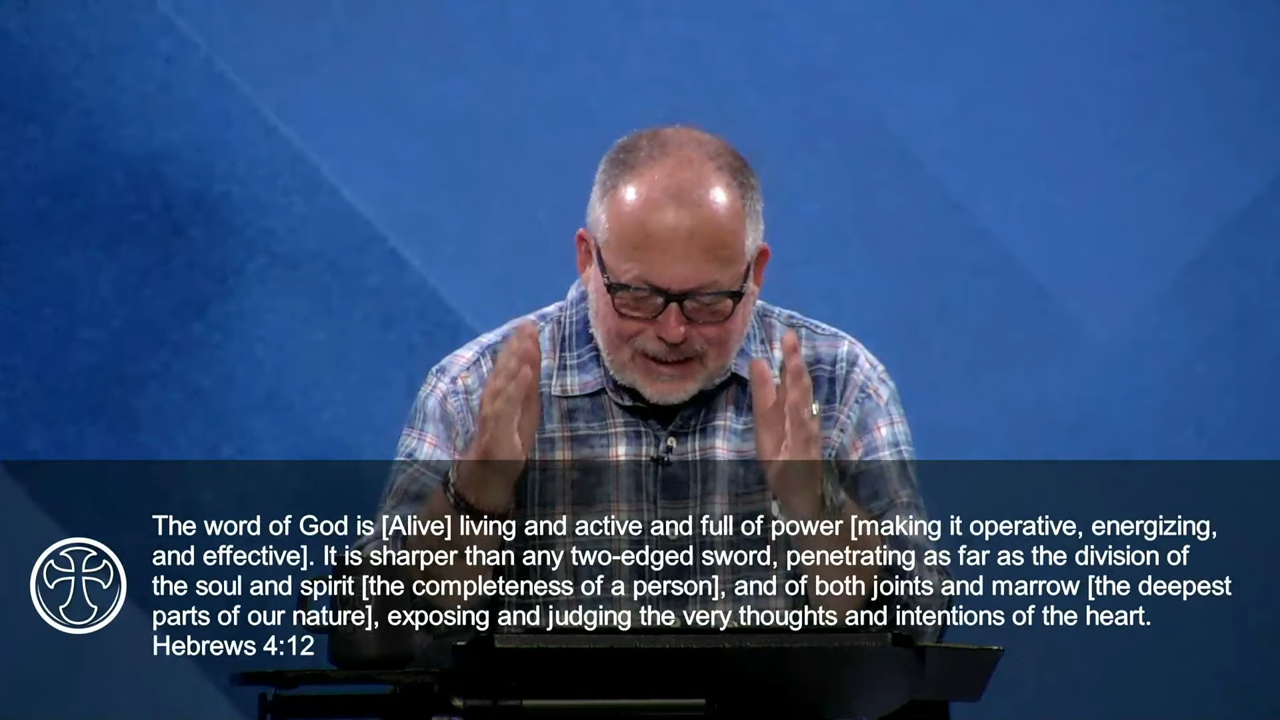 The word of God is [Alive] living and active and full of power [making it operative, energizing,
and effective]. It is sharper than any two-edged sword, penetrating as far as the division of
the soul and spirit [the completeness of a person], and of both joints and marrow [the deepest
parts of our nature], exposing and judging the very thoughts and intentions of the heart.
Hebrews 4:12